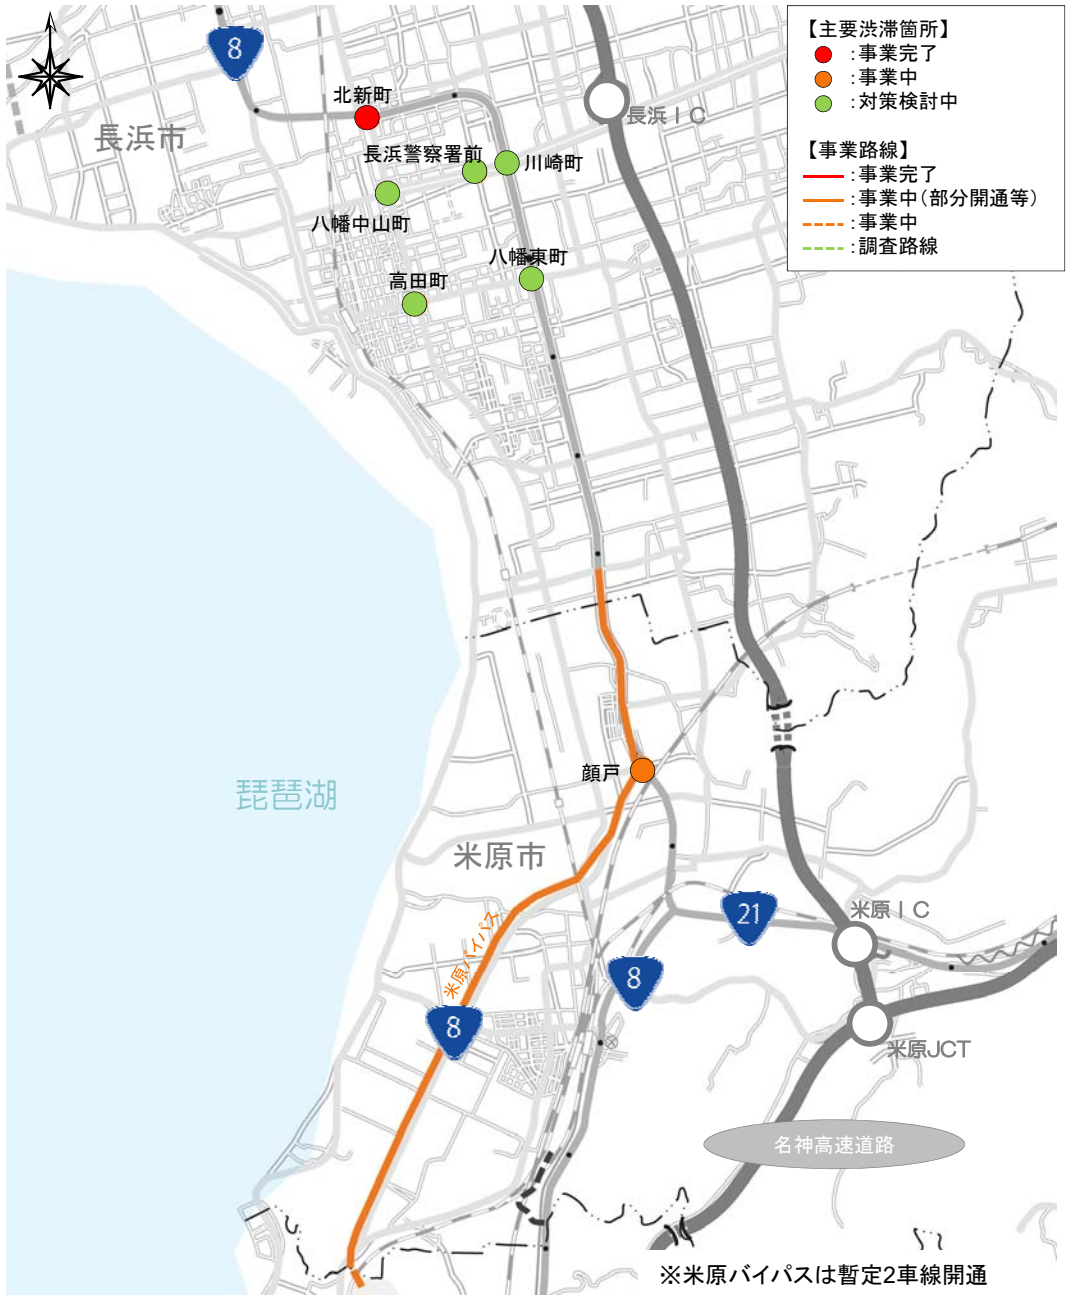 【主要渋滞箇所】
:事業完了
:事業中
:対策検討中
【事業路線】
:事業完了
:事業中(部分開通等)
:事業中
:調査路線
8
北新町
長浜IC
長浜市
長浜警察署前
川崎町
八幡中山町
八幡東町
高田町
顔戸
琵琶湖
米原市
21
米原IC
米原バイパス
8
8
米原JCT
名神高速道路
※米原バイパスは暫定2車線開通